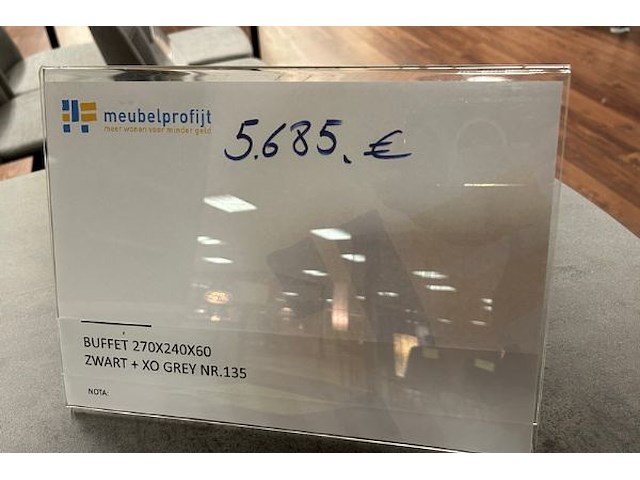 meubelprofijt
meer wonen voor minder geld
5.685. €
BUFFET 270X240X60
ZWART + XO GREY NR.135
NOTA: